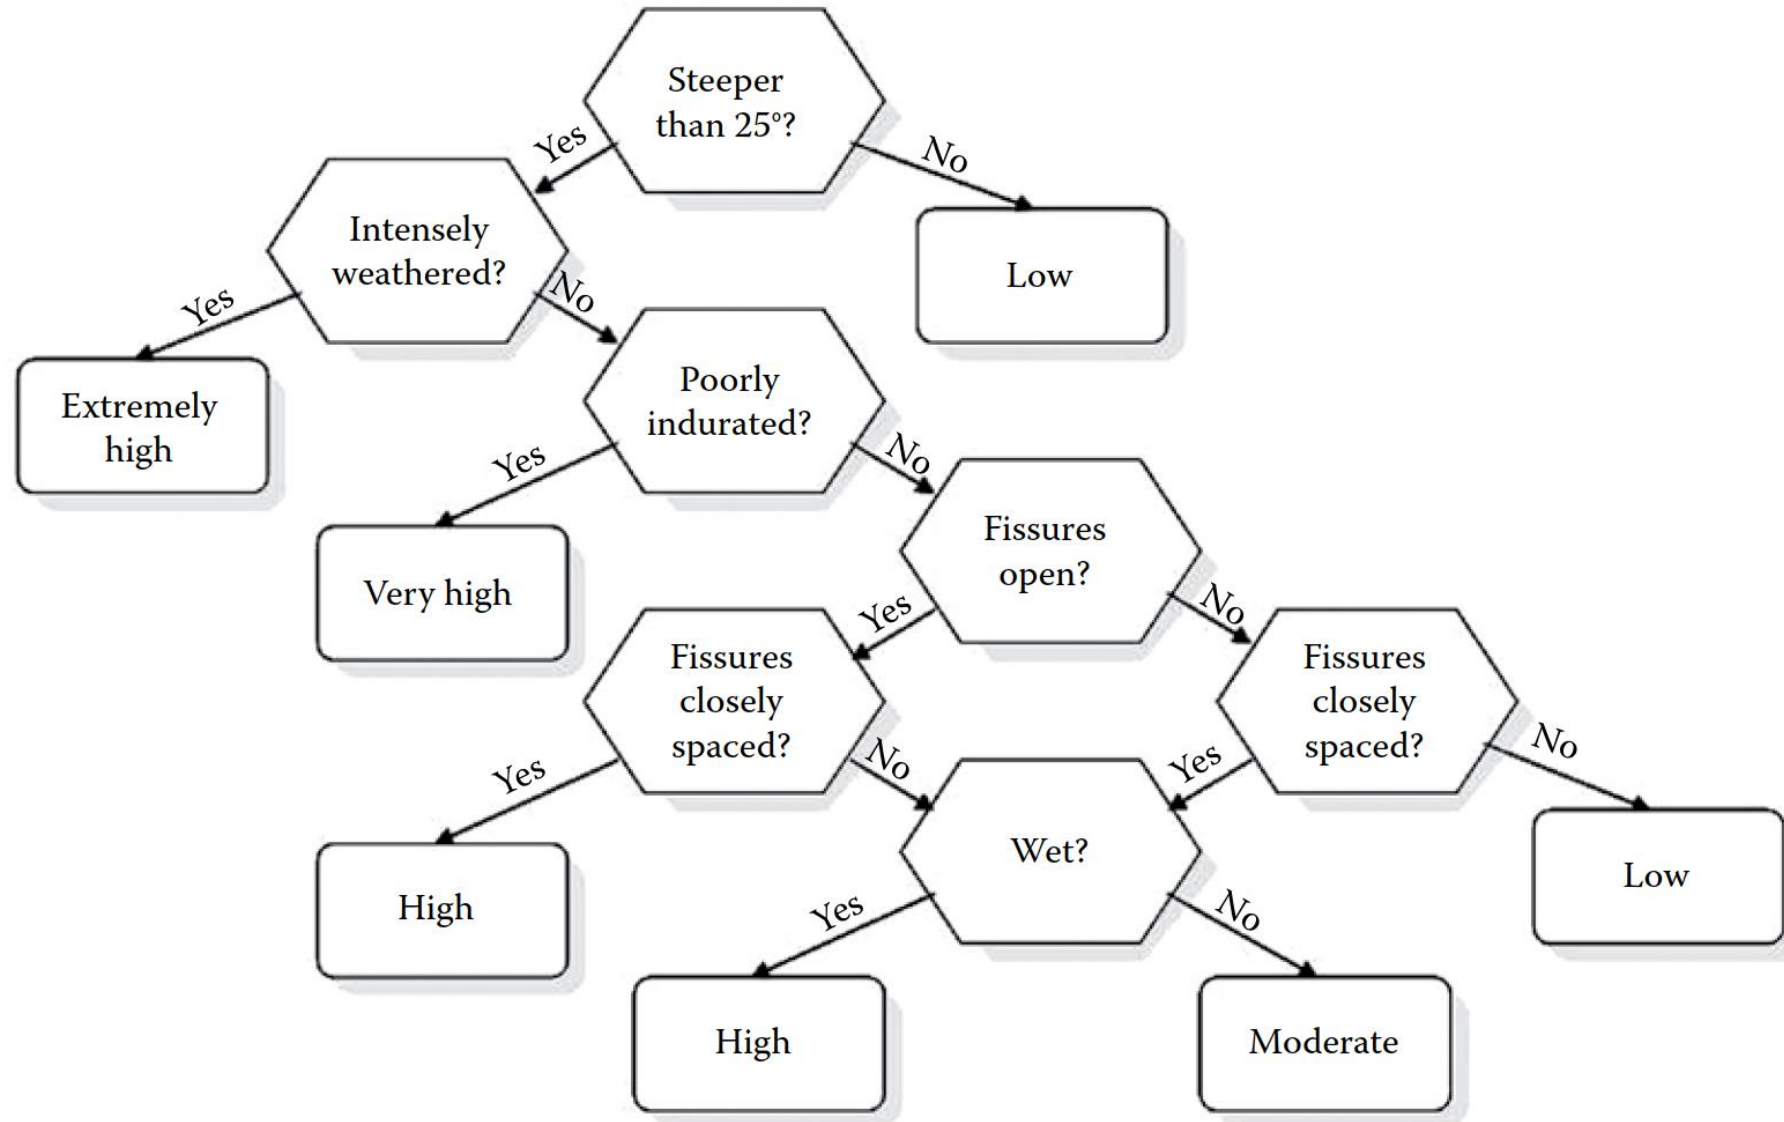 Steeper
than 25°?
Yes
No
Intensely
weathered?
Low
Yes
No
Extremely
high
Poorly
indurated?
Yes
No
Very high
Fissures
open?
Yes
No
Fissures
closely
spaced?
Fissures
closely
spaced?
Yes
No
Yes
No
High
Wet?
Low
Yes
No
High
Moderate